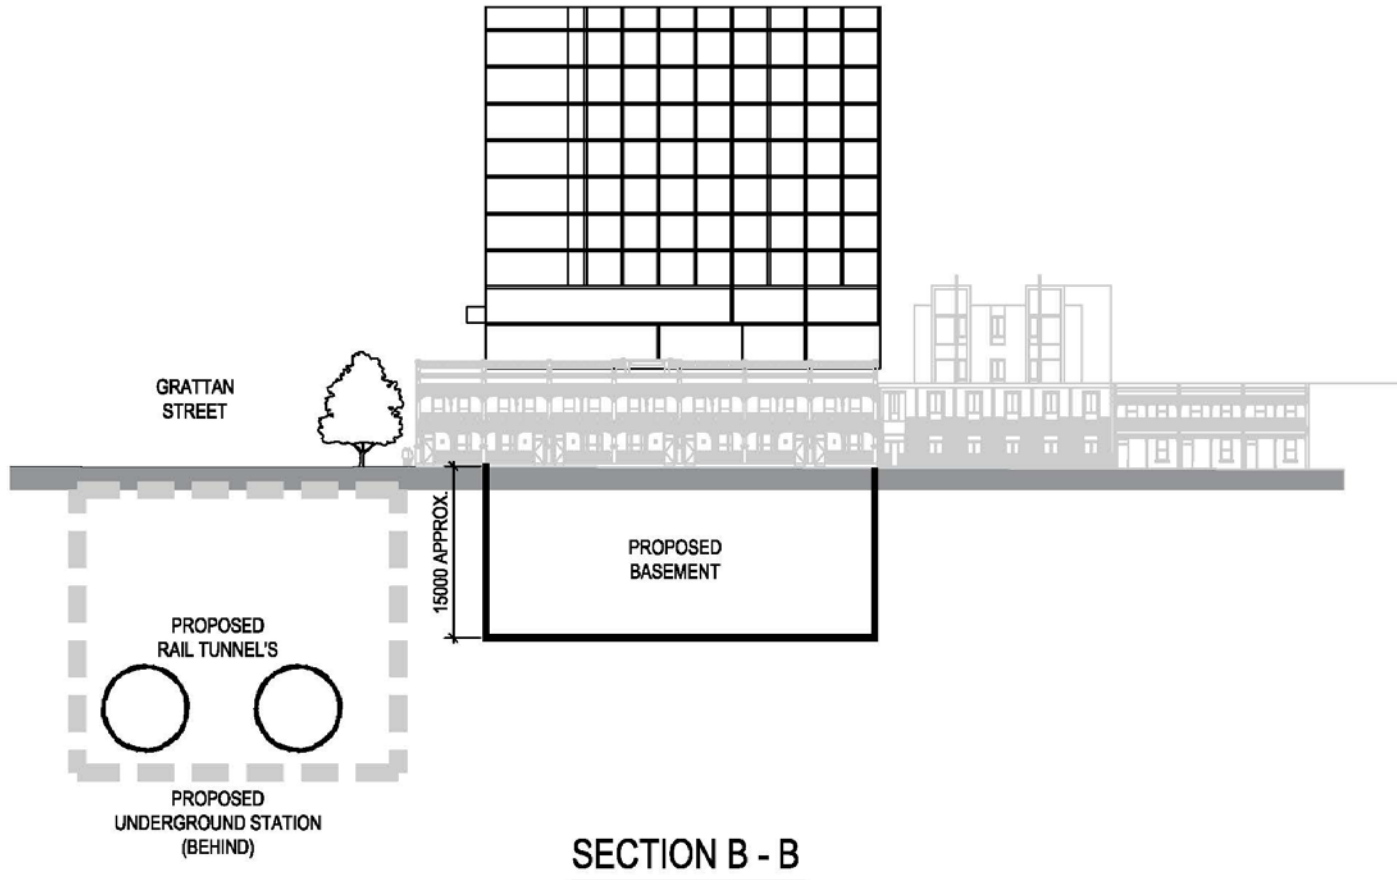 GRATTAN
STREET
15000 APPROX.
PROPOSED
BASEMENT
PROPOSED
RAIL TUNNEL'S
PROPOSED
UNDERGROUND STATION
(BEHIND)
SECTION B - B